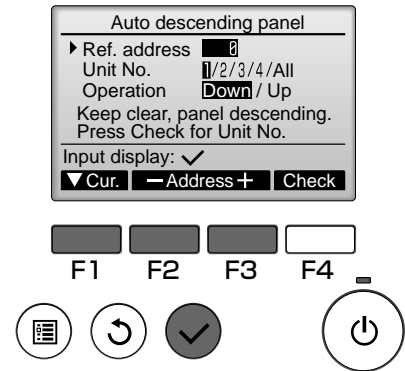 Auto descending panel
Ref. address 0
Unit No. 1/2/3/4/All
Operation Down / Up
Keep clear, panel descending.
Press Check for Unit No.
Input display: ✓
▼Cur. －Address＋ Check
F1 F2 F3 F4